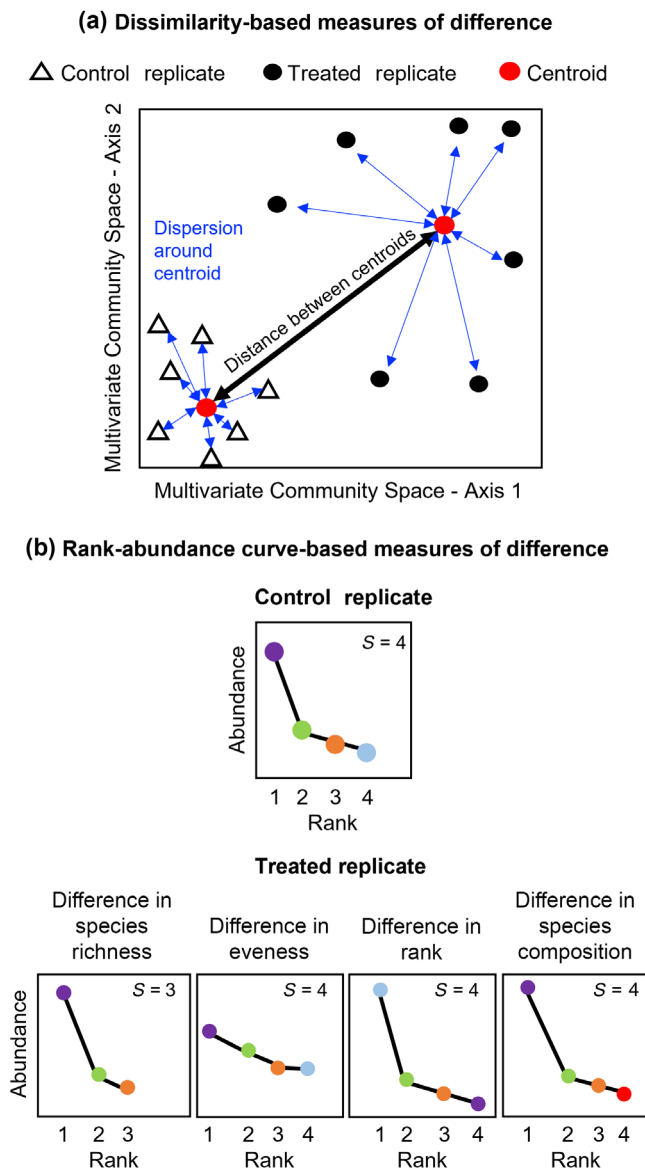 (a) Dissimilarity-based measures of difference
Control replicate
Treated replicate
Centroid
Multivariate Community Space - Axis 2
Dispersion
around
centroid
Distance between centroids
Multivariate Community Space - Axis 1
(b) Rank-abundance curve-based measures of difference
Control replicate
S = 4
Abundance
1 2 3 4
Rank
Treated replicate
Difference in
species
richness
Difference in
eveness
Difference in
rank
Difference in
species
composition
Abundance
S = 3
S = 4
S = 4
S = 4
1 2 3
1 2 3 4
1 2 3 4
1 2 3 4
Rank
Rank
Rank
Rank